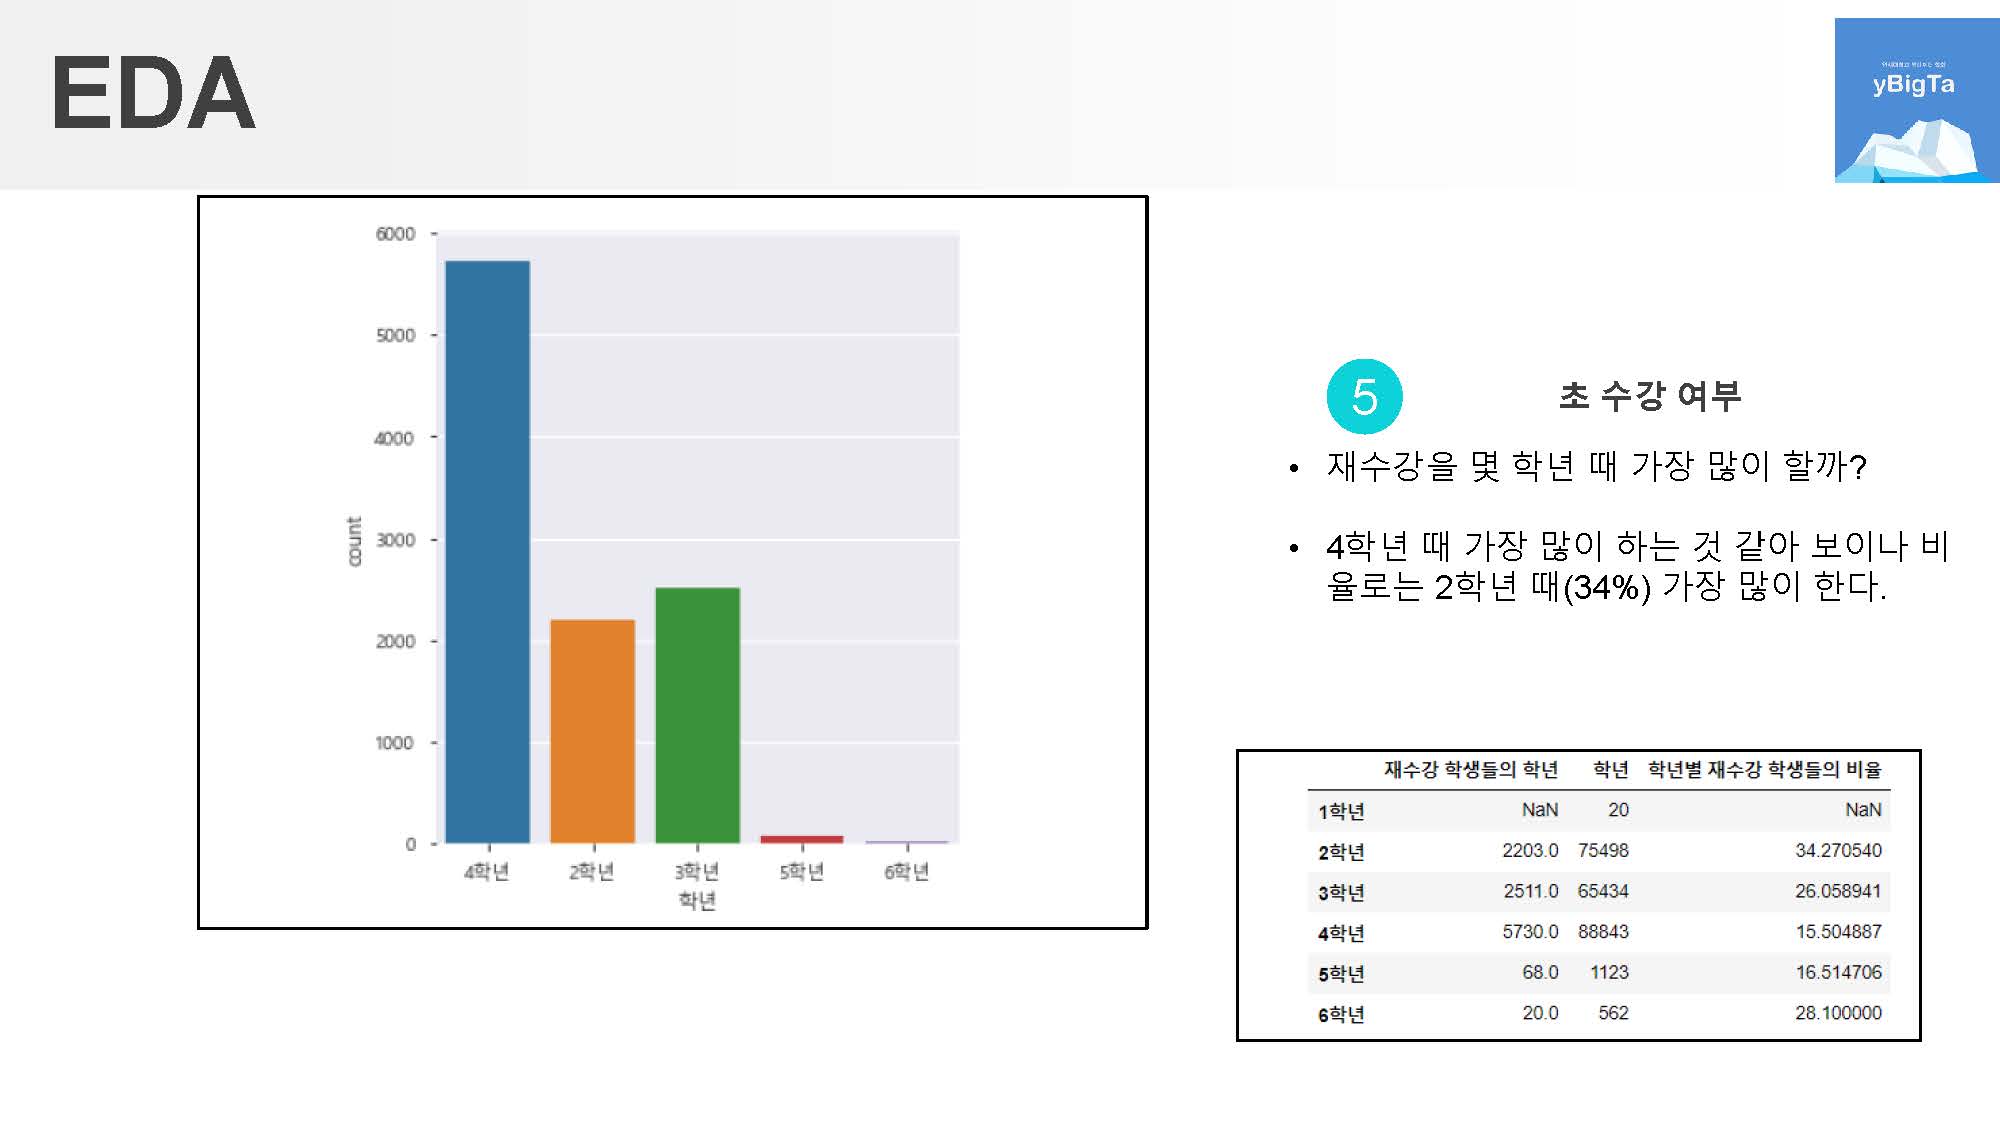 EDA
yBigTa
6000
5000
4000
3000
2000
1000
0
count
4학년 2학년 3학년 5학년 6학년
학년
5
초 수강 여부
• 재수강을 몇 학년 때 가장 많이 할까?
• 4학년 때 가장 많이 하는 것 같아 보이나 비
율로는 2학년 때(34%) 가장 많이 한다.
재수강 학생들의 학년 학년 학년별 재수강 학생들의 비율
1학년 NaN 20 NaN
2학년 2203.0 75498 34.270540
3학년 2511.0 65434 26.058941
4학년 5730.0 88843 15.504887
5학년 68.0 1123 16.514706
6학년 20.0 562 28.100000